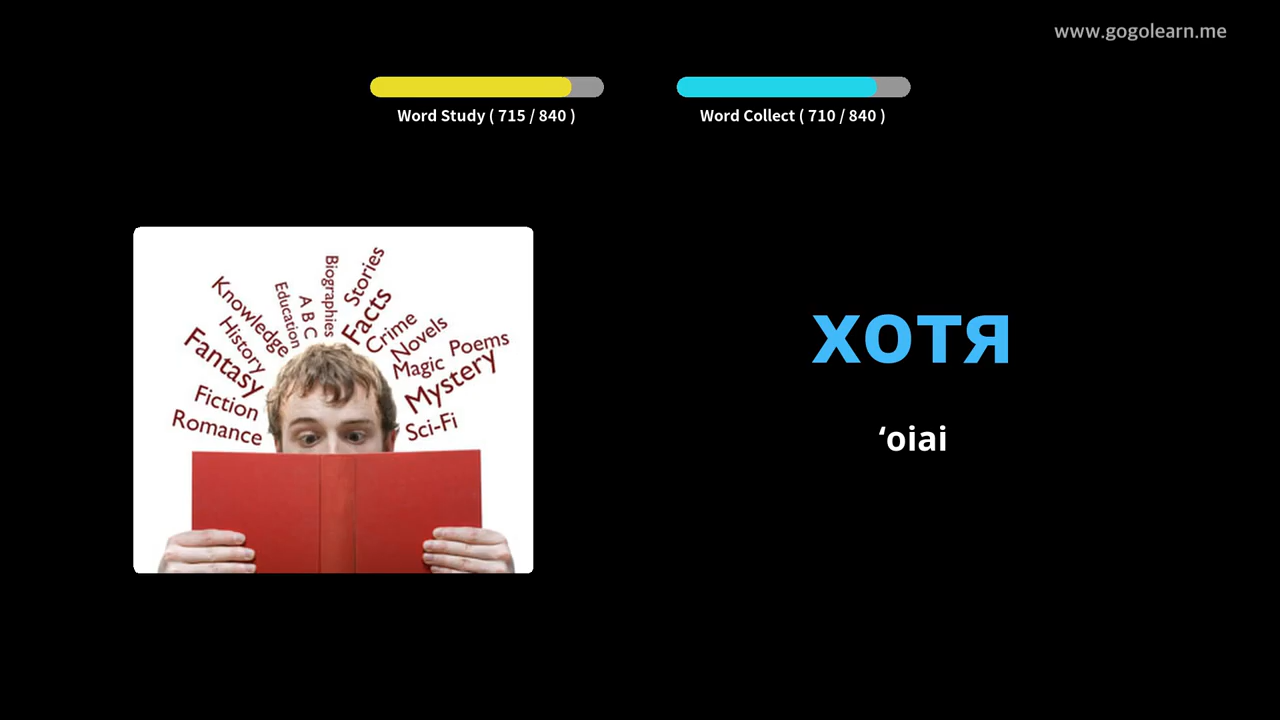 www.gogolearn.me
Word Study ( 715 / 840 )
Word Collect ( 710 / 840 )
Biographies
Stories
Education
A B C
Facts
Knowledge
Crime
History
Novels
Fantasy
Magic
Poems
Mystery
Fiction
Romance
Sci-Fi
хотя
ʻoiai